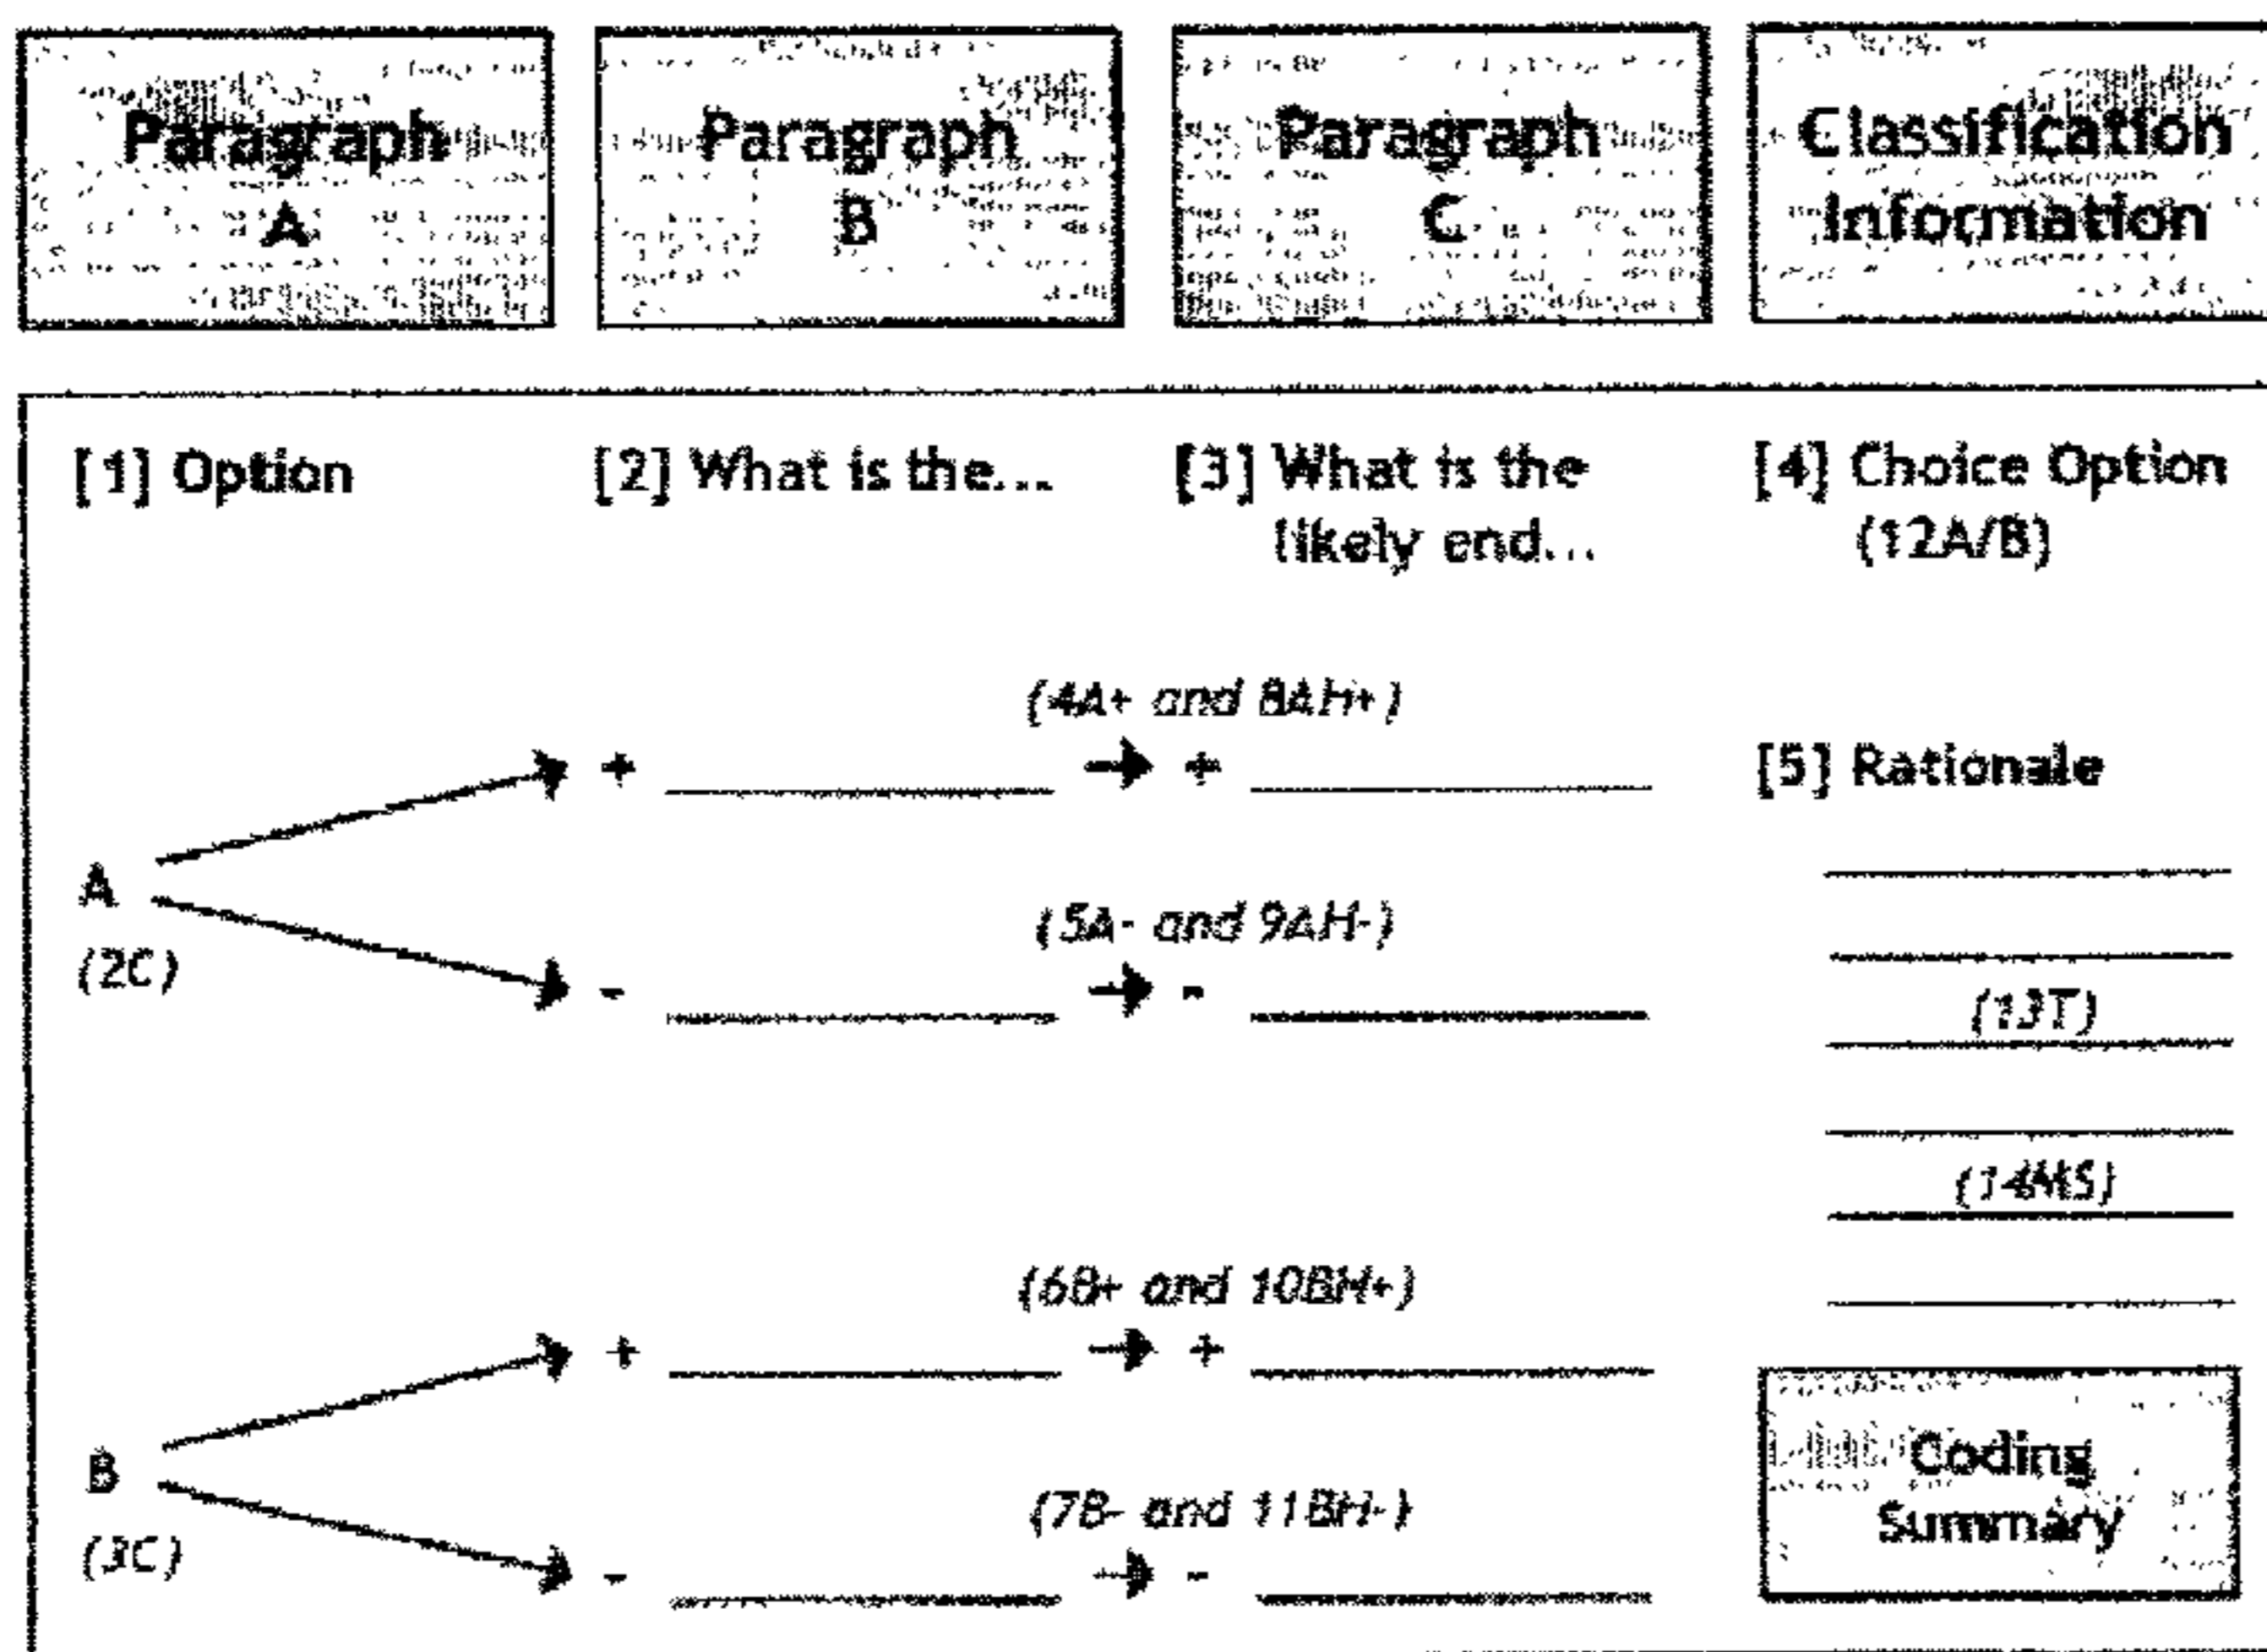 Paragraph
A
Paragraph
B
Paragraph
C
Classification
Information
[1] Option
[2] What is the...
[3] What is the
likely end...
[4] Choice Option
(12A/B)
(4A+ and 8AH+)
+ → +
[5] Rationale
A
(2C)
(5A- and 9AH-)
- → -
(13T)
(14MS)
(6B+ and 10BH+)
+ → +
B
(3C)
(7B- and 11BH-)
- → -
Coding
Summary